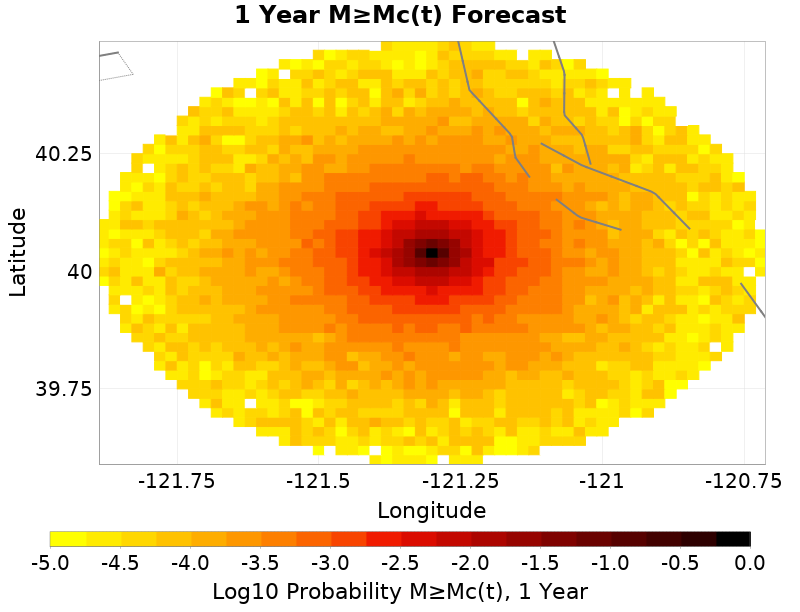 1 Year M≥Mc(t) Forecast
Latitude
40.25
40
39.75
-121.75 -121.5 -121.25 -121 -120.75
Longitude
-5.0 -4.5 -4.0 -3.5 -3.0 -2.5 -2.0 -1.5 -1.0 -0.5 0.0
Log10 Probability M≥Mc(t), 1 Year